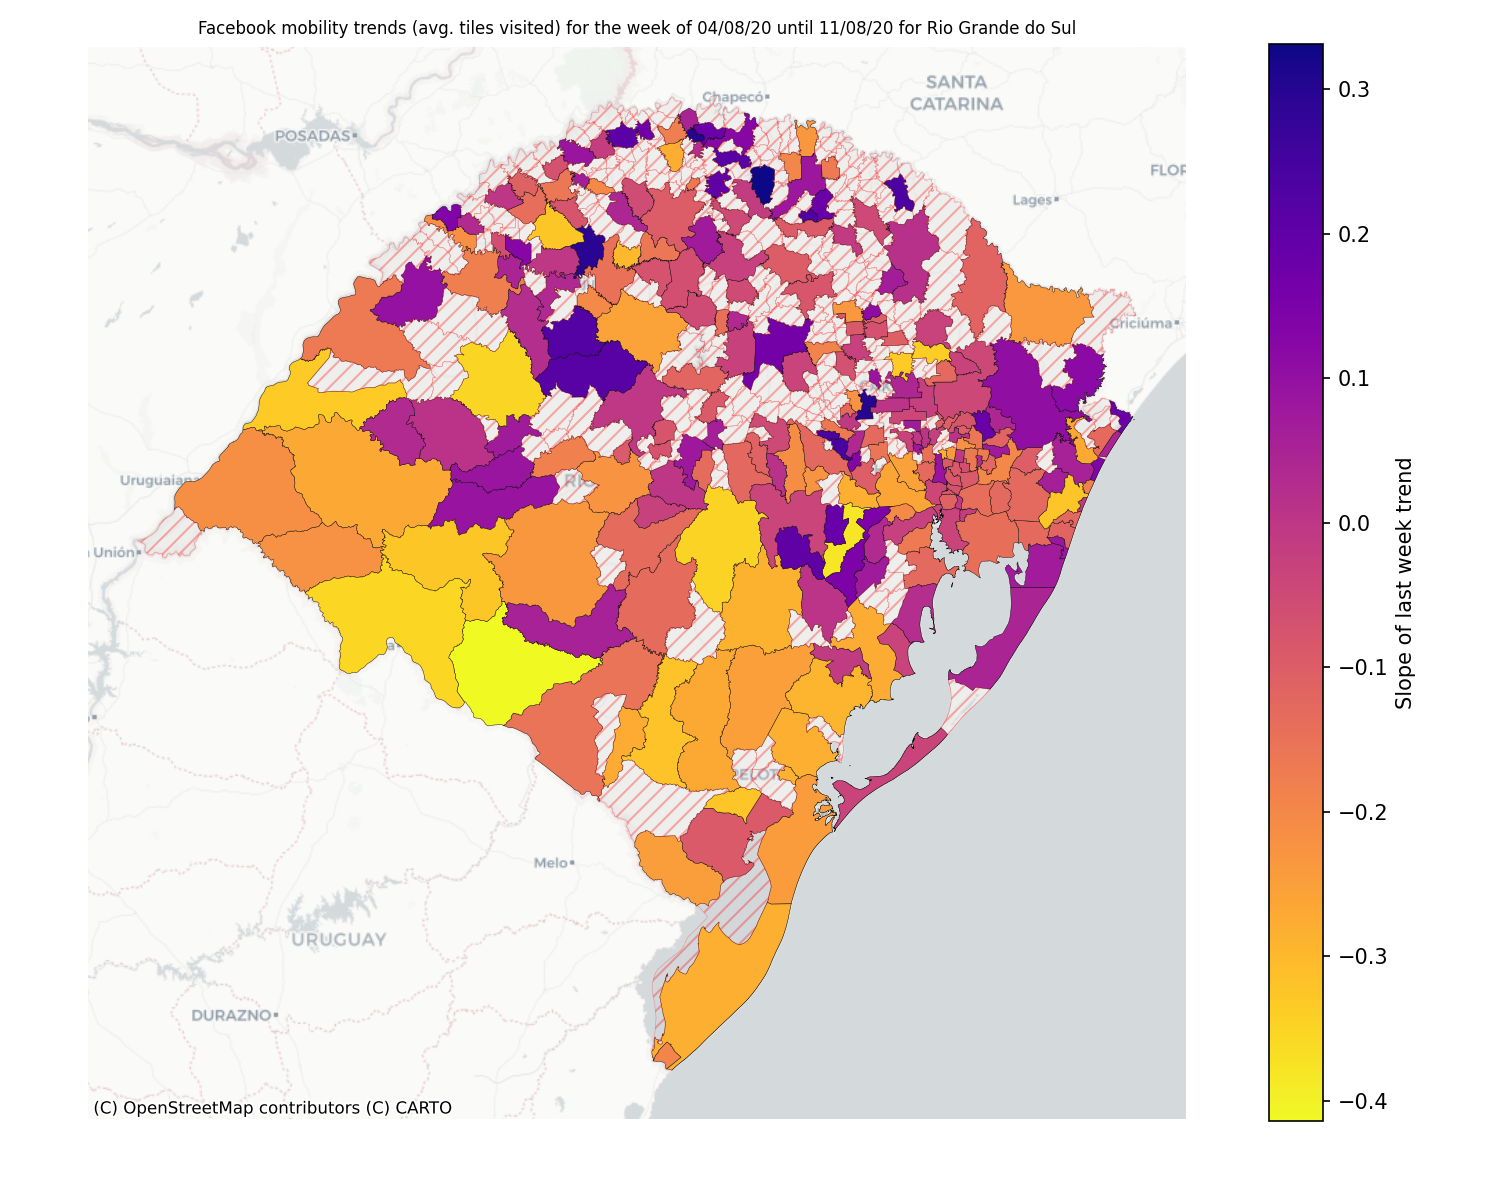 Facebook mobility trends (avg. tiles visited) for the week of 04/08/20 until 11/08/20 for Rio Grande do Sul
Chapecó
SANTA
CATARINA
POSADAS
FLOR
Lages
Criciúma
Uruguaiana
Unión
PELOT
Melo
URUGUAY
DURAZNO
(C) OpenStreetMap contributors (C) CARTO
0.3
0.2
0.1
0.0
−0.1
−0.2
−0.3
−0.4
Slope of last week trend